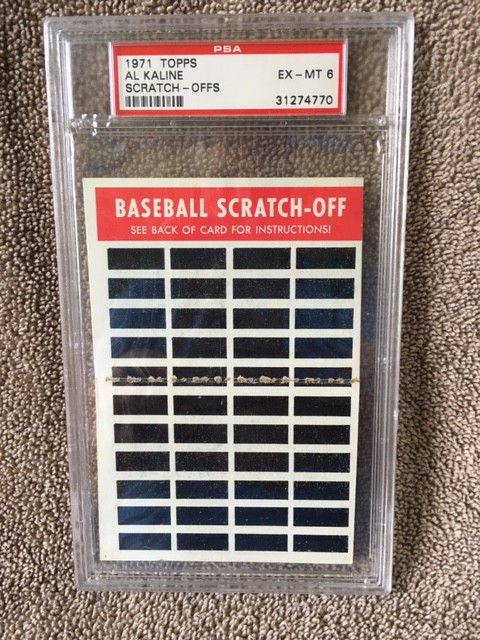 PSA
1971 TOPPS
AL KALINE EX-MT 6
SCRATCH-OFFS
31274770
BASEBALL SCRATCH-OFF
SEE BACK OF CARD FOR INSTRUCTIONS!